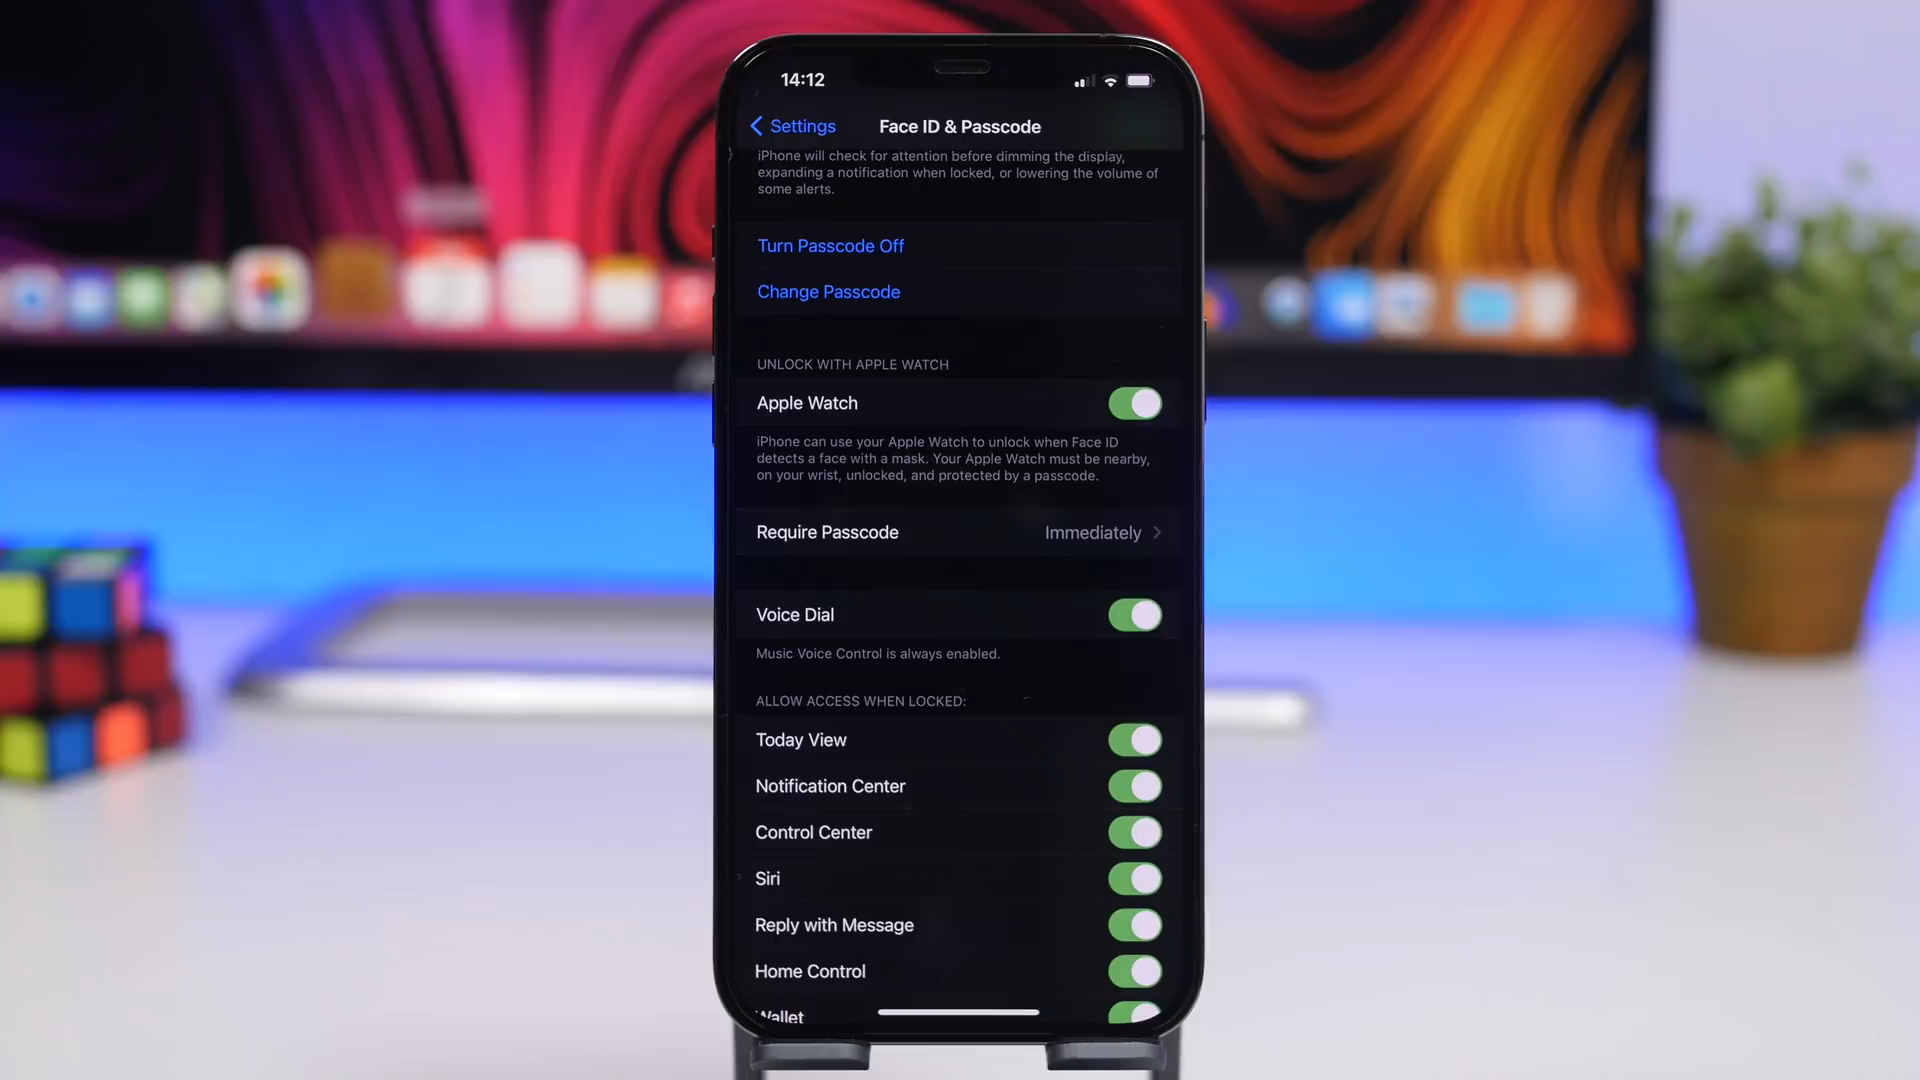 14:12
Settings
Face ID & Passcode
iPhone will check for attention before dimming the display,
expanding a notification when locked, or lowering the volume of
some alerts.
Turn Passcode Off
Change Passcode
UNLOCK WITH APPLE WATCH
Apple Watch
iPhone can use your Apple Watch to unlock when Face ID
detects a face with a mask. Your Apple Watch must be nearby,
on your wrist, unlocked, and protected by a passcode.
Require Passcode Immediately
Voice Dial
Music Voice Control is always enabled.
ALLOW ACCESS WHEN LOCKED:
Today View
Notification Center
Control Center
Siri
Reply with Message
Home Control
Wallet